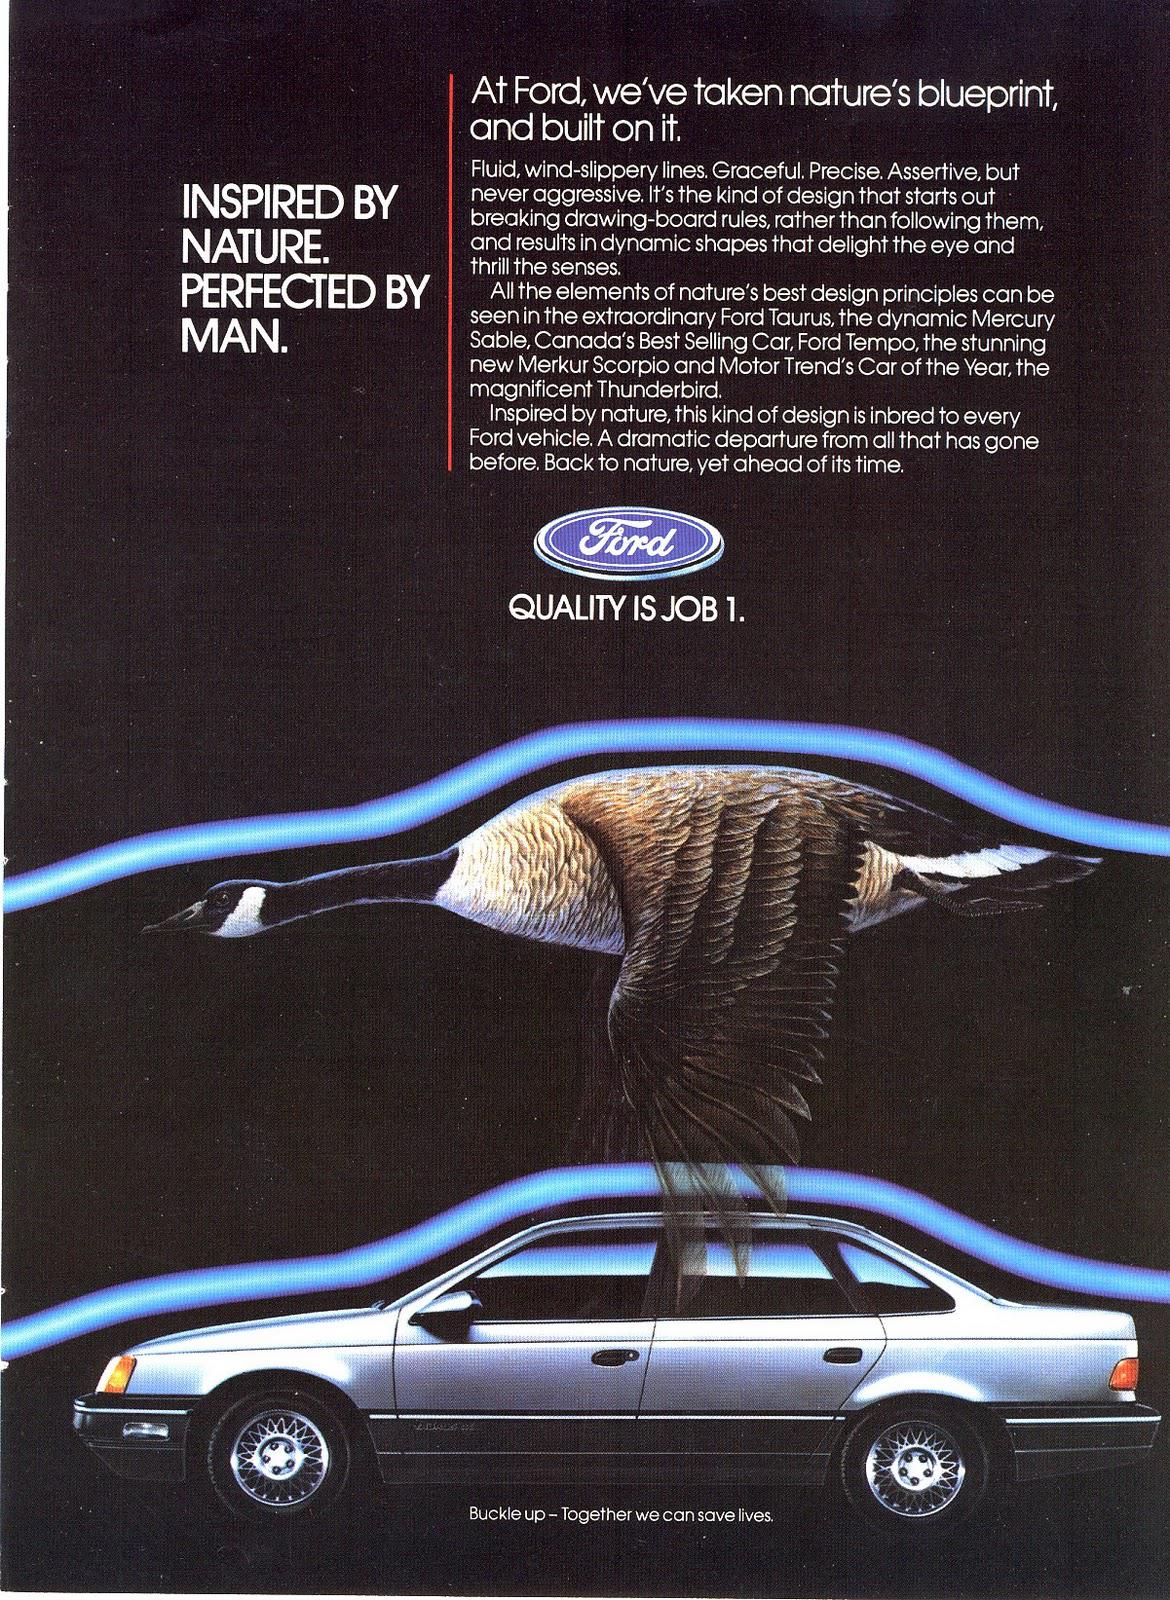 INSPIRED BY
NATURE.
PERFECTED BY
MAN.
At Ford, we've taken nature's blueprint,
and built on it.
Fluid, wind-slippery lines. Graceful. Precise. Assertive, but
never aggressive. It's the kind of design that starts out
breaking drawing-board rules, rather than following them,
and results in dynamic shapes that delight the eye and
thrill the senses.
All the elements of nature's best design principles can be
seen in the extraordinary Ford Taurus, the dynamic Mercury
Sable, Canada's Best Selling Car, Ford Tempo, the stunning
new Merkur Scorpio and Motor Trend's Car of the Year, the
magnificent Thunderbird.
Inspired by nature, this kind of design is inbred to every
Ford vehicle. A dramatic departure from all that has gone
before. Back to nature, yet ahead of its time.
Ford
QUALITY IS JOB 1.
Buckle up – Together we can save lives.